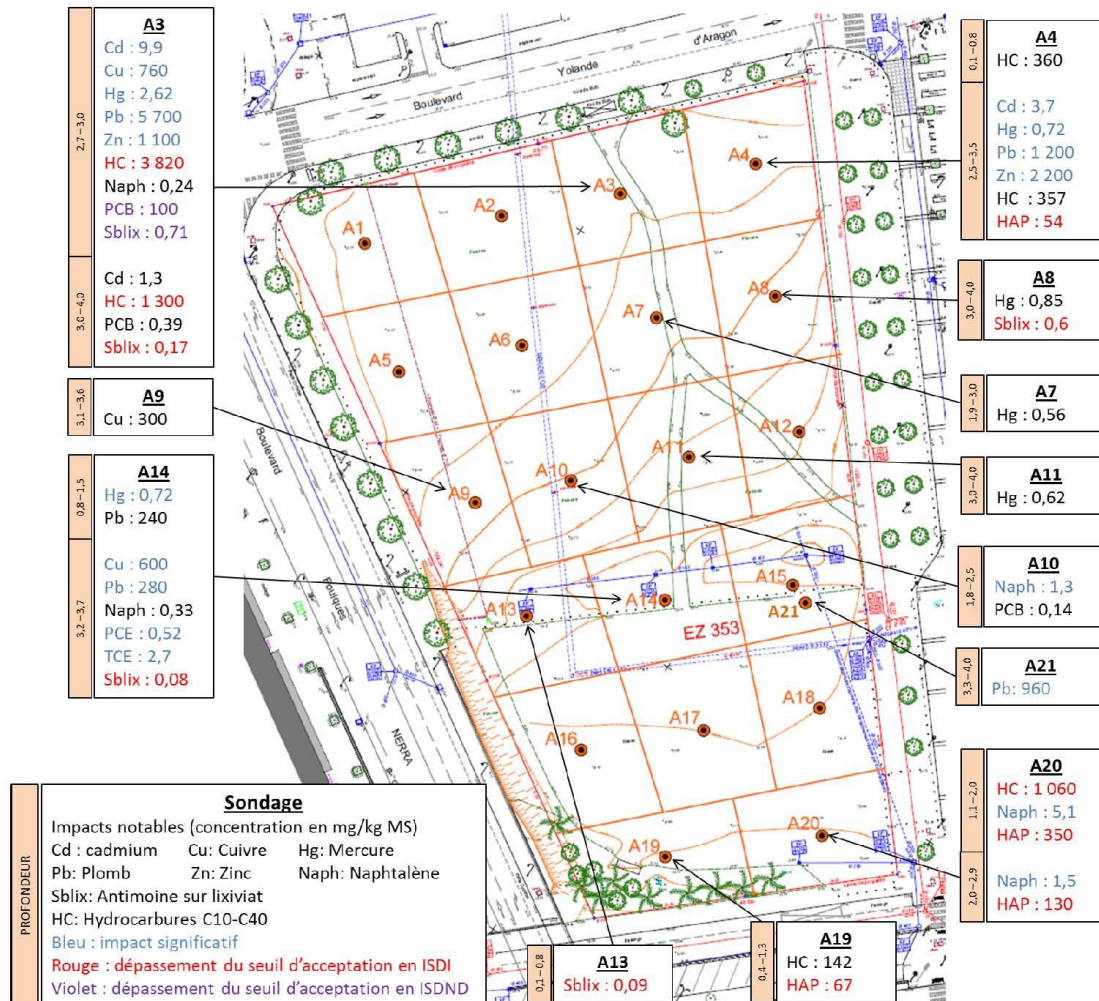 A3
2,7–3,0
Cd : 9,9
Cu : 760
Hg : 2,62
Pb : 5 700
Zn : 1 100
HC : 3 820
Naph : 0,24
PCB : 100
Sblix : 0,71
3,0–4,0
Cd : 1,3
HC : 1 300
PCB : 0,39
Sblix : 0,17
A9
3,1–3,6
Cu : 300
A14
0,8–1,5
Hg : 0,72
Pb : 240
3,2–3,7
Cu : 600
Pb : 280
Naph : 0,33
PCE : 0,52
TCE : 2,7
Sblix : 0,08
Boulevard Yolande d'Aragon
A1
A2
A3
A4
A5
A6
A7
A8
A9
A10
A11
A12
A13
A14
A15
A21
EZ 353
A16
A17
A18
A19
A20
Boulevard
Foulques
NERRA
A4
0,1–0,8
HC : 360
2,5–3,5
Cd : 3,7
Hg : 0,72
Pb : 1 200
Zn : 2 200
HC : 357
HAP : 54
A8
3,0–4,0
Hg : 0,85
Sblix : 0,6
A7
1,9–3,0
Hg : 0,56
A11
3,0–4,0
Hg : 0,62
A10
1,8–2,5
Naph : 1,3
PCB : 0,14
A21
3,3–4,0
Pb: 960
A20
1,1–2,0
HC : 1 060
Naph : 5,1
HAP : 350
2,0–2,9
Naph : 1,5
HAP : 130
A13
0,1–0,8
Sblix : 0,09
A19
0,4–1,3
HC : 142
HAP : 67
PROFONDEUR
Sondage
Impacts notables (concentration en mg/kg MS)
Cd : cadmium Cu: Cuivre Hg: Mercure
Pb: Plomb Zn: Zinc Naph: Naphtalène
Sblix: Antimoine sur lixiviat
HC: Hydrocarbures C10-C40
Bleu : impact significatif
Rouge : dépassement du seuil d'acceptation en ISDI
Violet : dépassement du seuil d'acceptation en ISDND